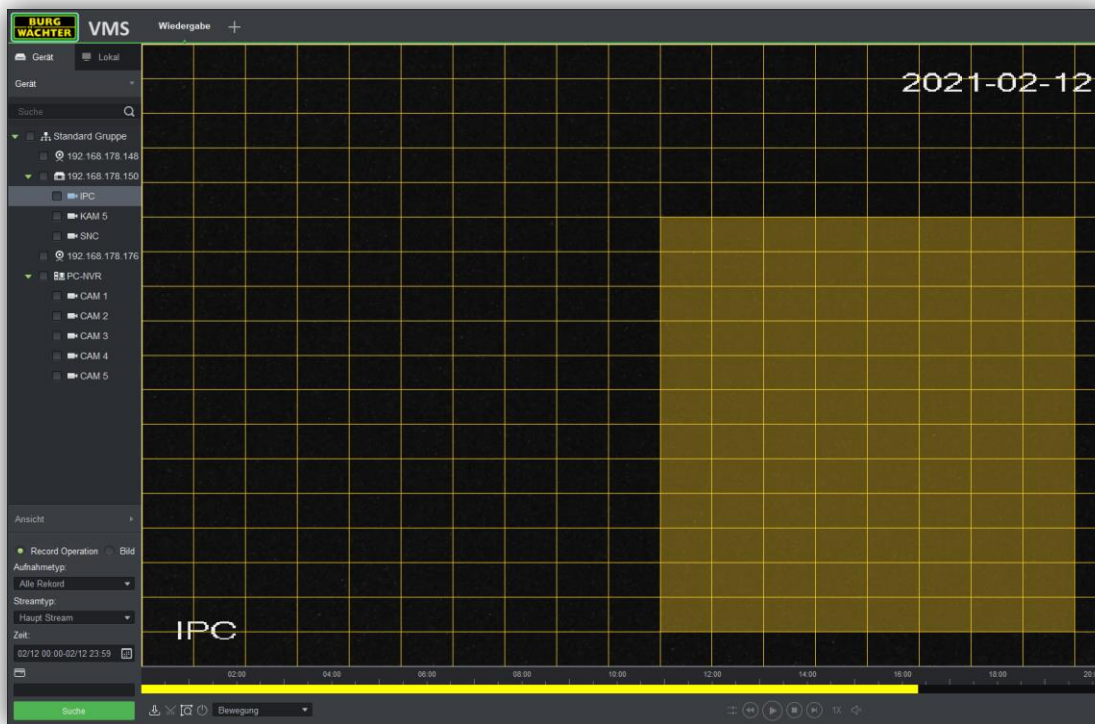 BURG
WÄCHTER
VMS
Wiedergabe
Gerät
Lokal
Gerät
Suche
Standard Gruppe
192.168.178.148
192.168.178.150
IPC
KAM 5
SNC
192.168.178.176
PC-NVR
CAM 1
CAM 2
CAM 3
CAM 4
CAM 5
Ansicht
Record Operation
Bild
Aufnahmetyp:
Alle Rekord
Streamtyp:
Haupt Stream
Zeit:
02/12 00:00-02/12 23:59
Suche
2021-02-12
IPC
02:00 04:00 06:00 08:00 10:00 12:00 14:00 16:00 18:00 20:
Bewegung
1X